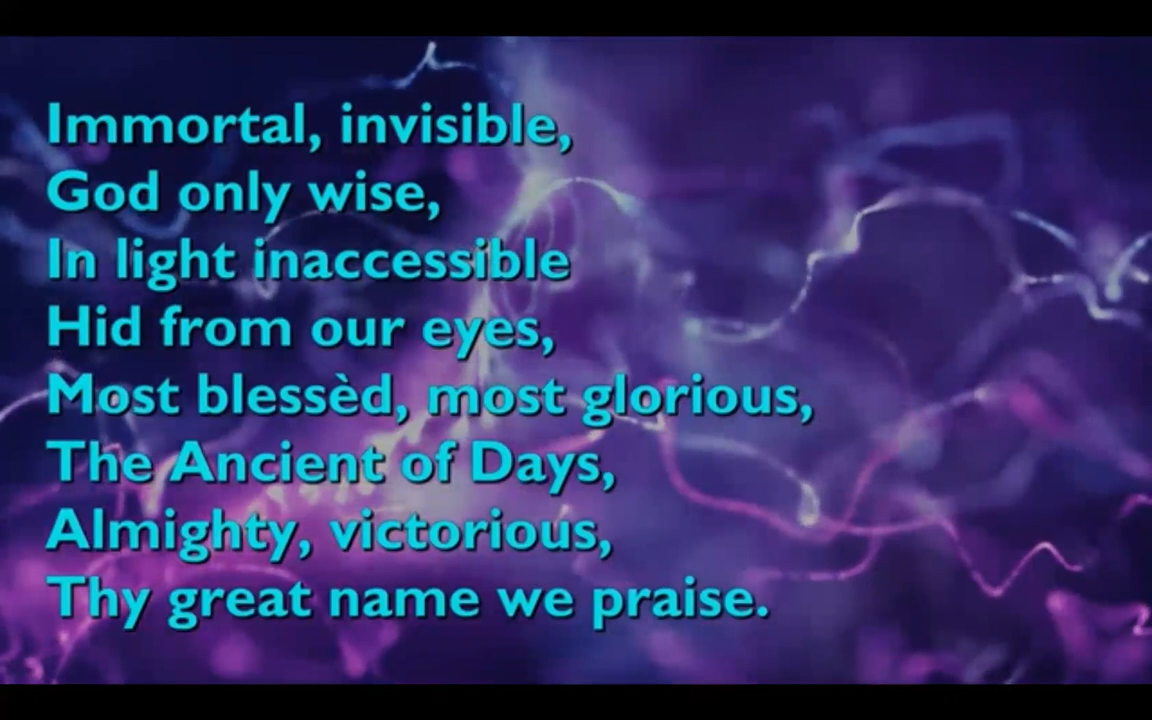 Immortal, invisible,
God only wise,
In light inaccessible
Hid from our eyes,
Most blessèd, most glorious,
The Ancient of Days,
Almighty, victorious,
Thy great name we praise.